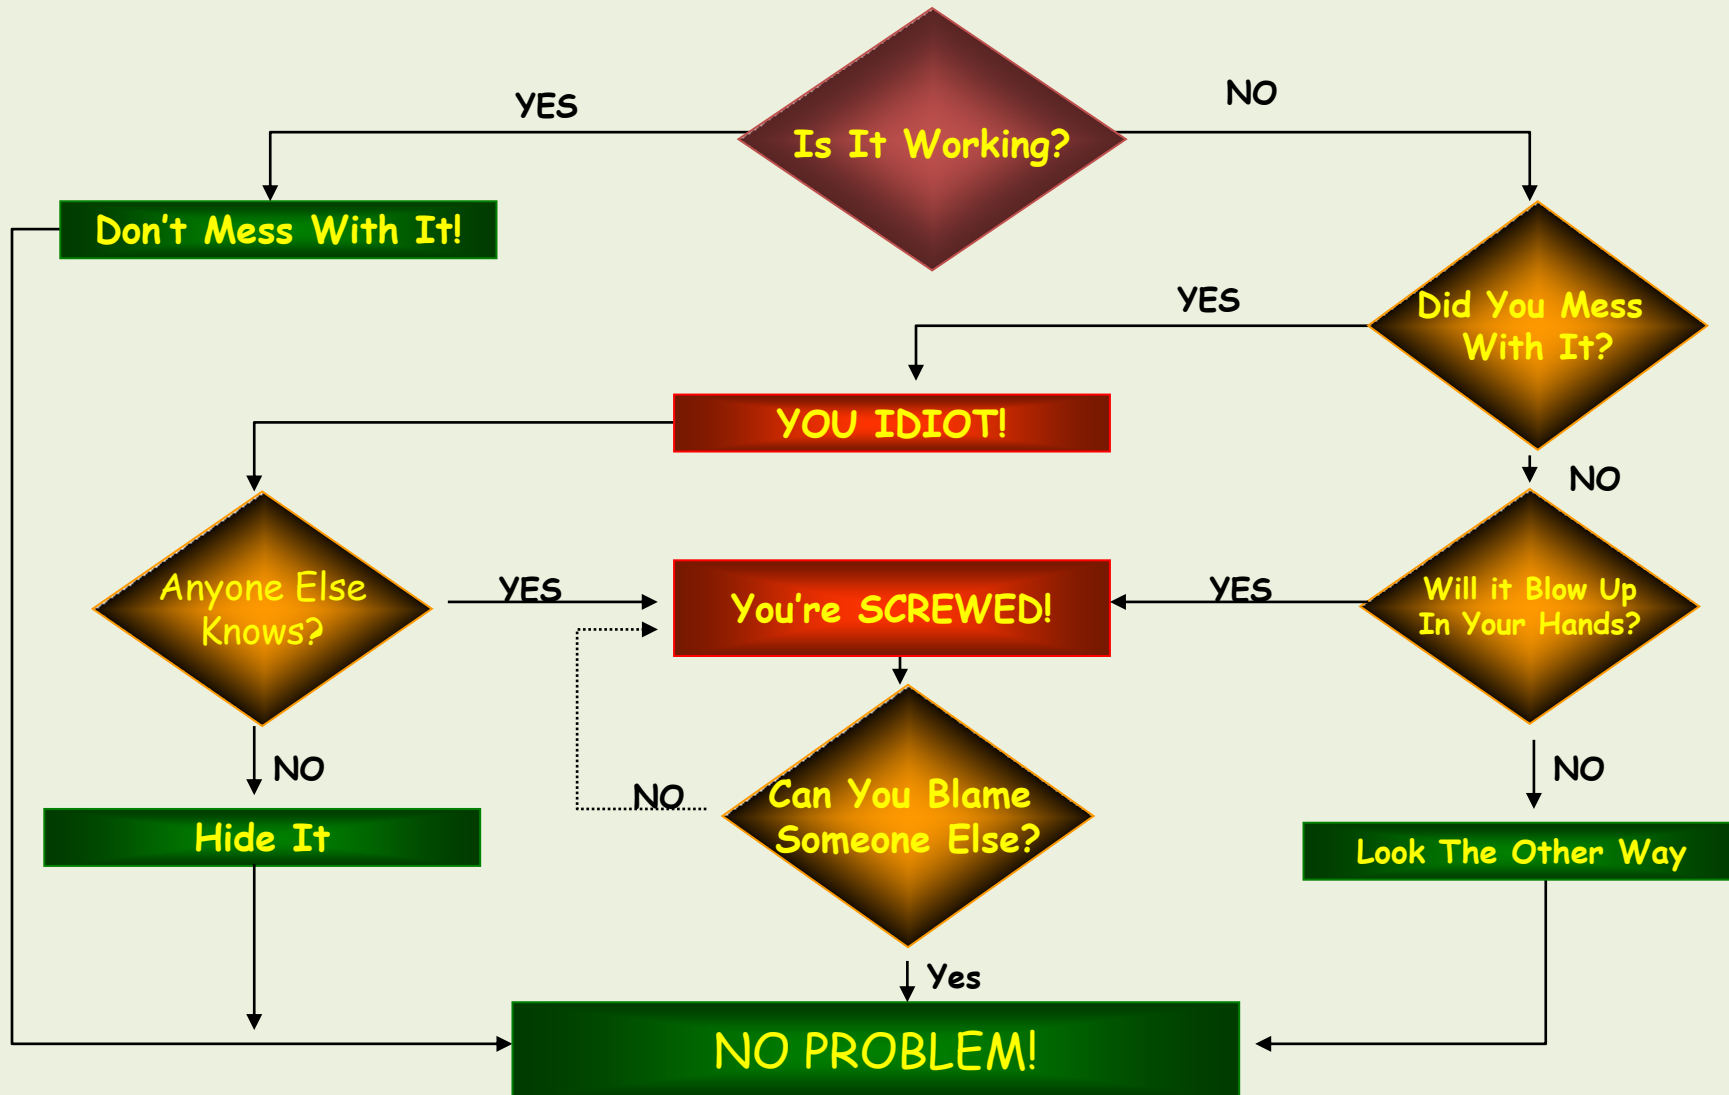 YES
NO
Is It Working?
Don't Mess With It!
YES
Did You Mess
With It?
YOU IDIOT!
NO
Anyone Else
Knows?
YES
You're SCREWED!
YES
Will it Blow Up
In Your Hands?
NO
NO
Can You Blame
Someone Else?
NO
Hide It
Look The Other Way
Yes
NO PROBLEM!